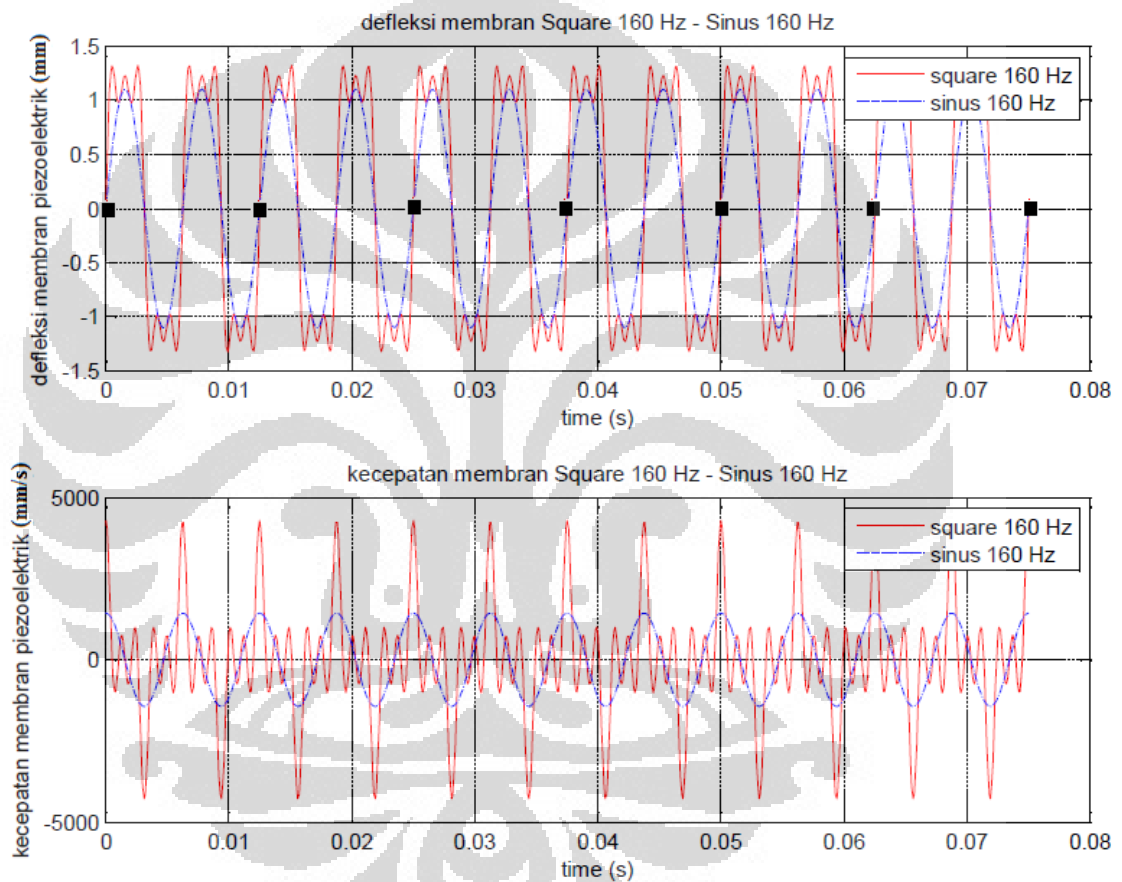 defleksi membran Square 160 Hz - Sinus 160 Hz
defleksi membran piezoelektrik (mm)
1.5
1
0.5
0
-0.5
-1
-1.5
square 160 Hz
sinus 160 Hz
0 0.01 0.02 0.03 0.04 0.05 0.06 0.07 0.08
time (s)
kecepatan membran Square 160 Hz - Sinus 160 Hz
kecepatan membran piezoelektrik (mm/s)
5000
0
-5000
square 160 Hz
sinus 160 Hz
0 0.01 0.02 0.03 0.04 0.05 0.06 0.07 0.08
time (s)